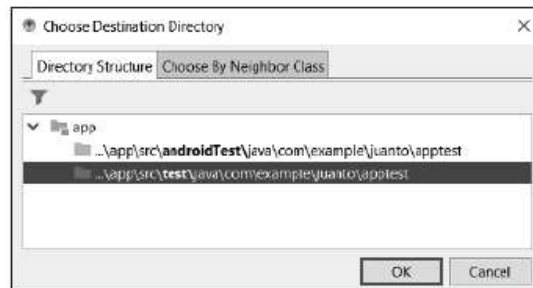 Choose Destination Directory
Directory Structure Choose By Neighbor Class
app
...\app\src\androidTest\java\com\example\juanto\apptest
...\app\src\test\java\com\example\juanto\apptest
OK Cancel